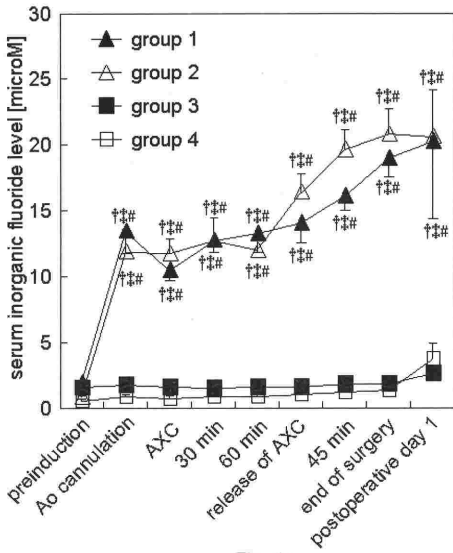 serum inorganic fluoride level [microM]
30
25
20
15
10
5
0
group 1
group 2
group 3
group 4
†‡#
†‡#
†‡#
†‡#
†‡#
†‡#
†‡#
†‡#
†‡#
†‡#
†‡#
†‡#
†‡#
†‡#
preinduction
Ao cannulation
AXC
30 min
60 min
release of AXC
45 min
end of surgery
postoperative day 1